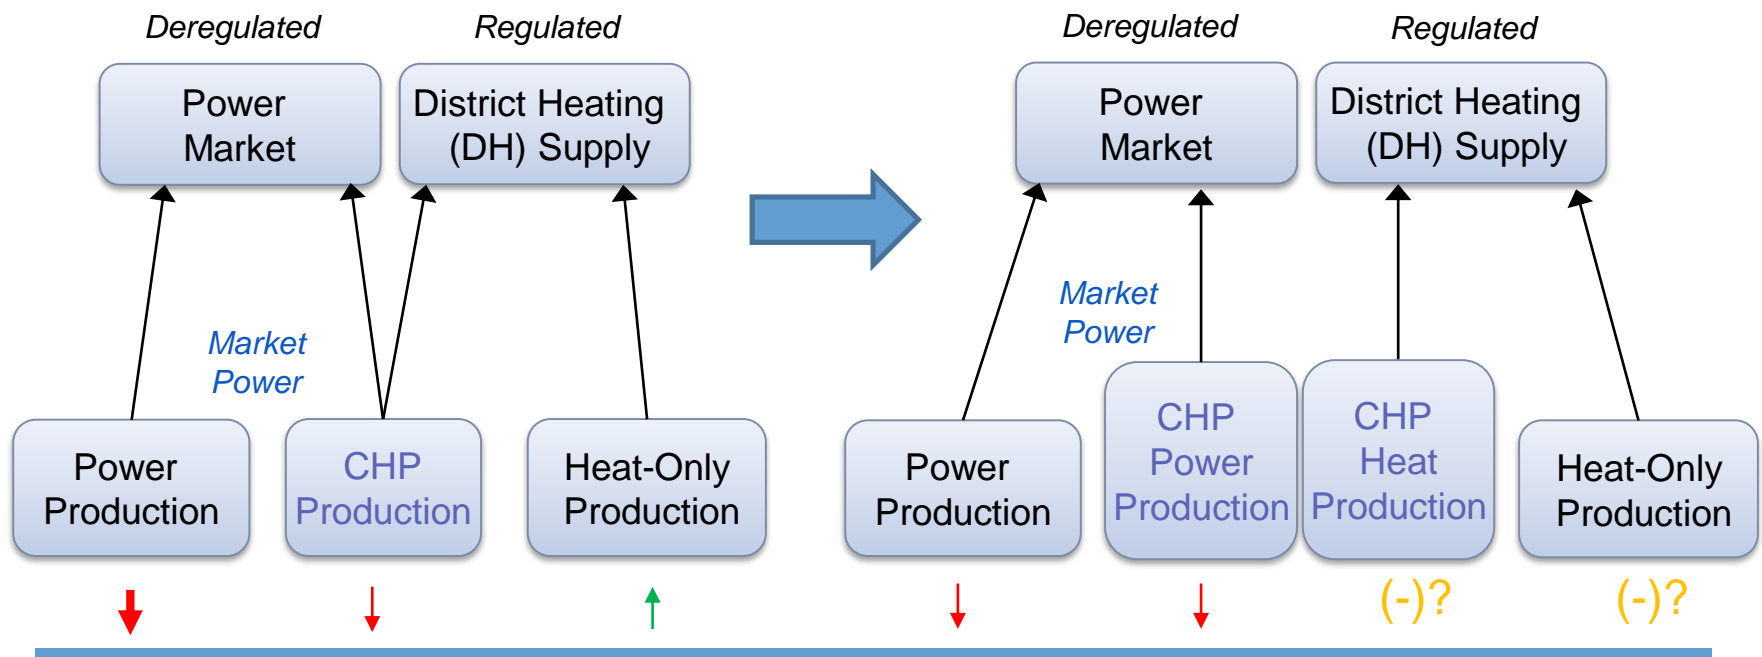 Deregulated
Regulated
Power
Market
District Heating
(DH) Supply
Market
Power
Power
Production
CHP
Production
Heat-Only
Production
Deregulated
Regulated
Power
Market
District Heating
(DH) Supply
Market
Power
Power
Production
CHP
Power
Production
CHP
Heat
Production
Heat-Only
Production
(-)?
(-)?